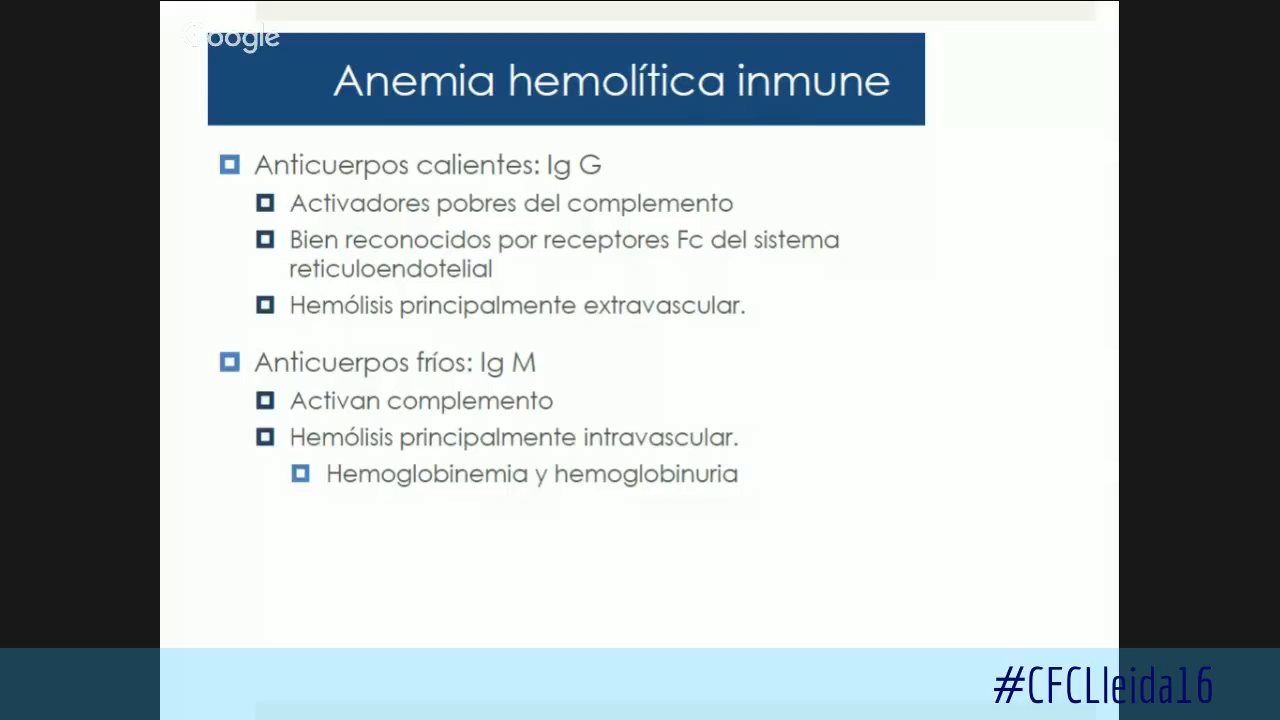 Google
Anemia hemolítica inmune
Anticuerpos calientes: Ig G
Activadores pobres del complemento
Bien reconocidos por receptores Fc del sistema
reticuloendotelial
Hemólisis principalmente extravascular.
Anticuerpos fríos: Ig M
Activan complemento
Hemólisis principalmente intravascular.
Hemoglobinemia y hemoglobinuria
#CFCLleida16